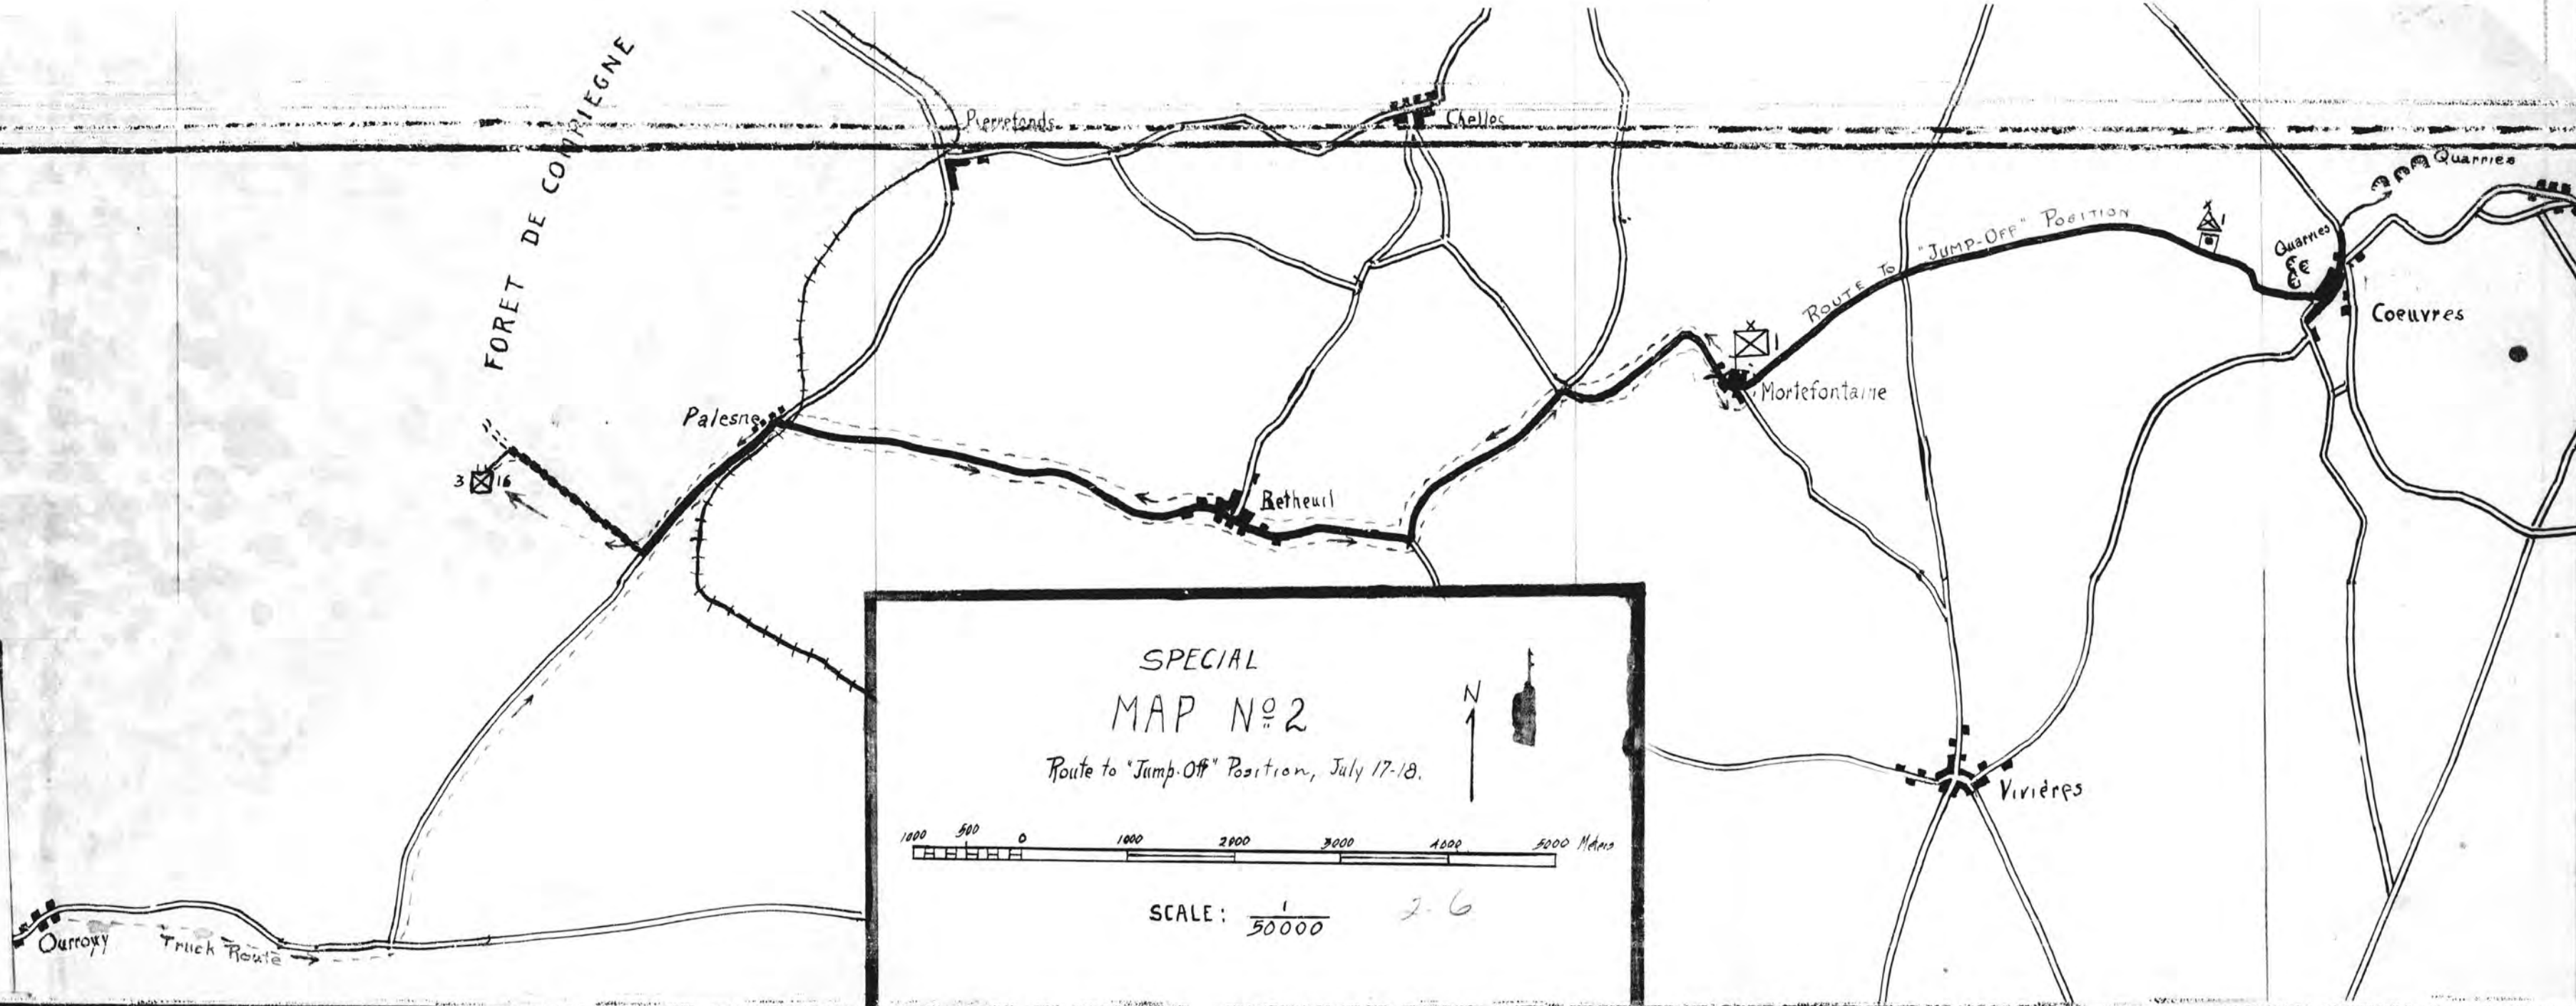 FORET DE COMPIEGNE
Pierrefonds
Chelles
Quarries
Quarries
"JUMP-OFF" POSITION
ROUTE TO
1
Coeuvres
1
Mortefontaine
Palesne
3 16
Betheuil
SPECIAL
MAP Nº 2
N
Route to "Jump-Off" Position, July 17-18.
1000 500 0 1000 2000 3000 4000 5000 Meters
SCALE: 1/50000
2-6
Vivières
Ourrouy
Truck Route